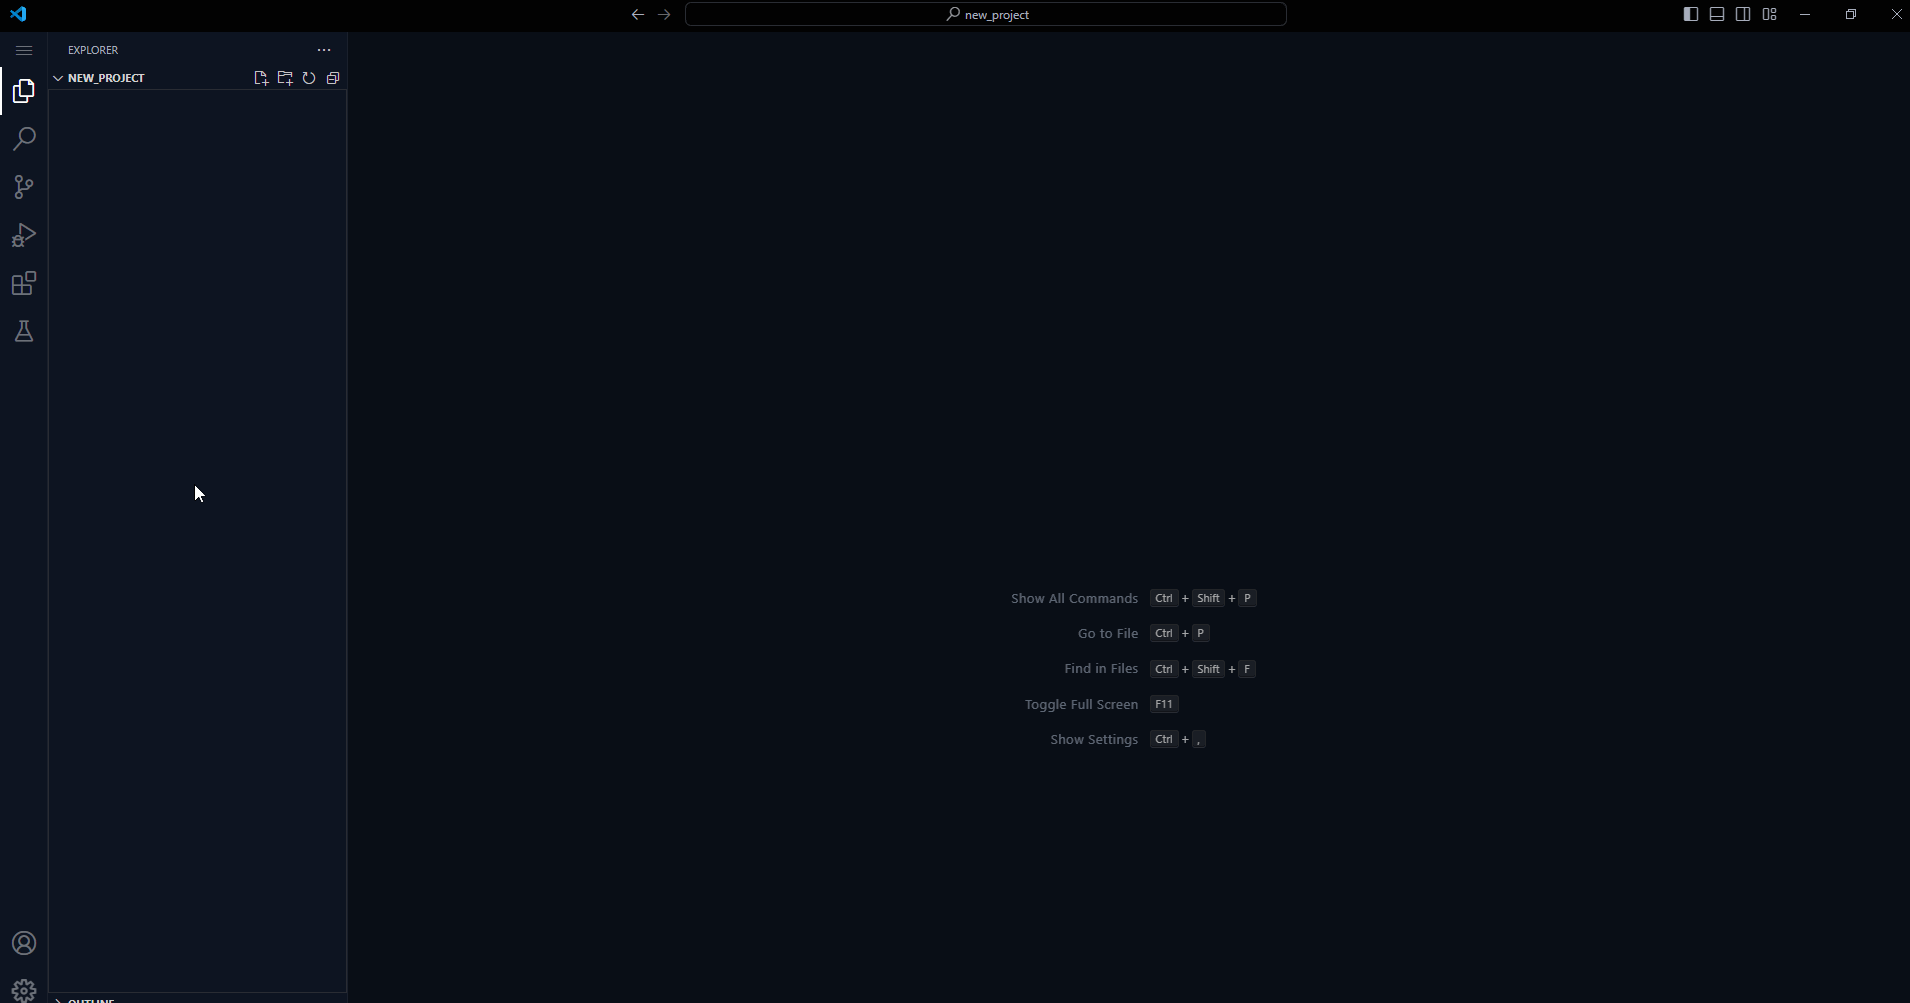 new_project
EXPLORER
NEW_PROJECT
Show All Commands Ctrl + Shift + P
Go to File Ctrl + P
Find in Files Ctrl + Shift + F
Toggle Full Screen F11
Show Settings Ctrl + ,
OUTLINE